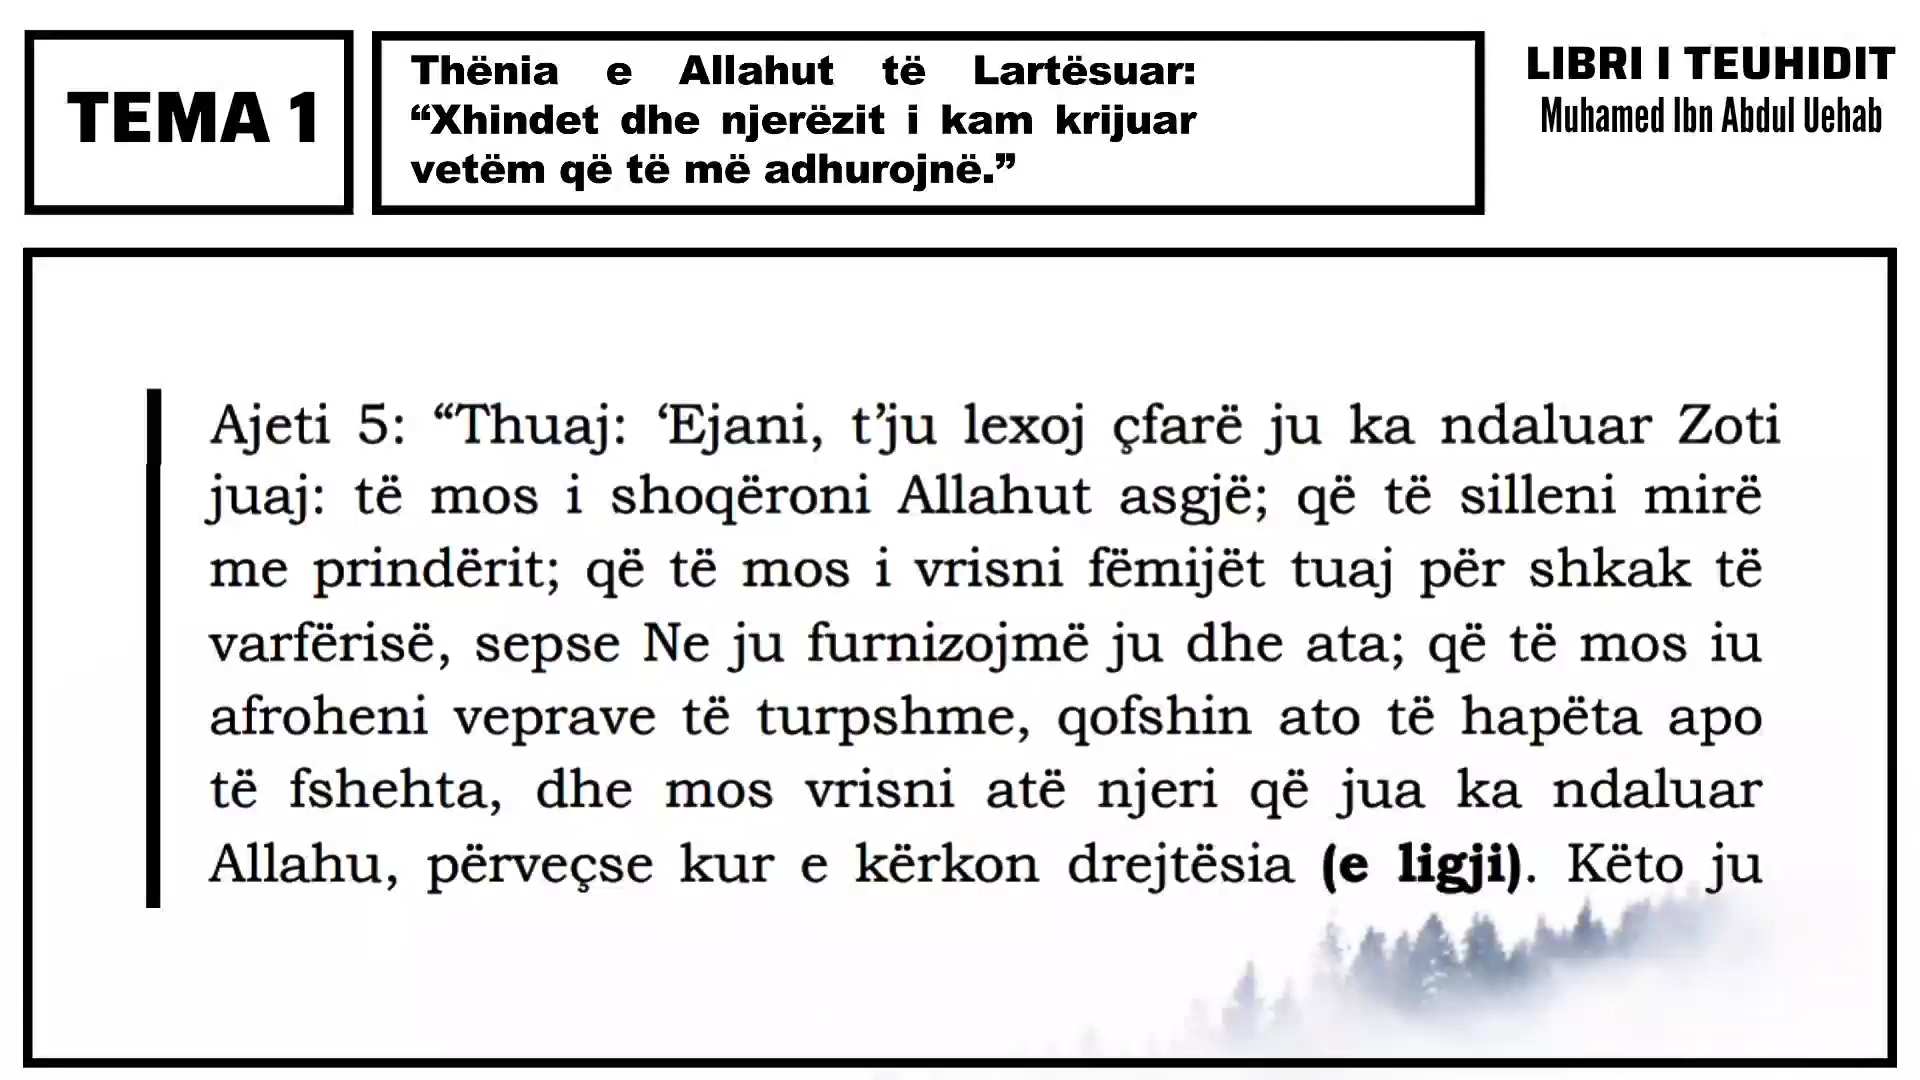 TEMA 1
Thënia e Allahut të Lartësuar:
“Xhindet dhe njerëzit i kam krijuar
vetëm që të më adhurojnë.”
LIBRI I TEUHIDIT
Muhamed Ibn Abdul Uehab
Ajeti 5: “Thuaj: ‘Ejani, t’ju lexoj çfarë ju ka ndaluar Zoti
juaj: të mos i shoqëroni Allahut asgjë; që të silleni mirë
me prindërit; që të mos i vrisni fëmijët tuaj për shkak të
varfërisë, sepse Ne ju furnizojmë ju dhe ata; që të mos iu
afroheni veprave të turpshme, qofshin ato të hapëta apo
të fshehta, dhe mos vrisni atë njeri që jua ka ndaluar
Allahu, përveçse kur e kërkon drejtësia (e ligji). Këto ju